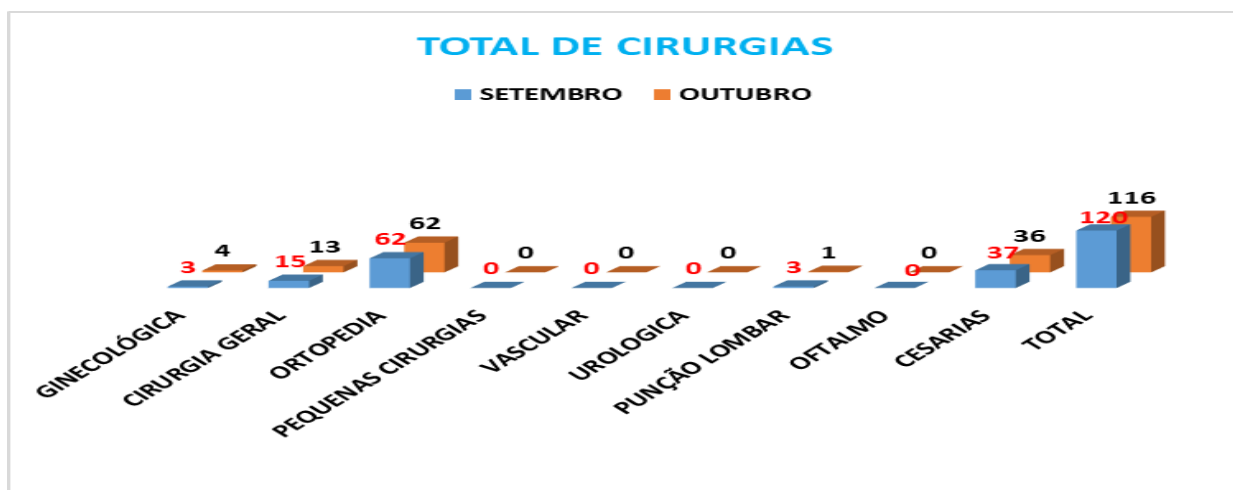 TOTAL DE CIRURGIAS
SETEMBRO OUTUBRO
3 4 15 13 62 62 0 0 0 0 0 0 3 1 0 0 37 36 120 116
GINECOLÓGICA
CIRURGIA GERAL
ORTOPEDIA
PEQUENAS CIRURGIAS
VASCULAR
UROLOGICA
PUNÇÃO LOMBAR
OFTALMO
CESARIAS
TOTAL